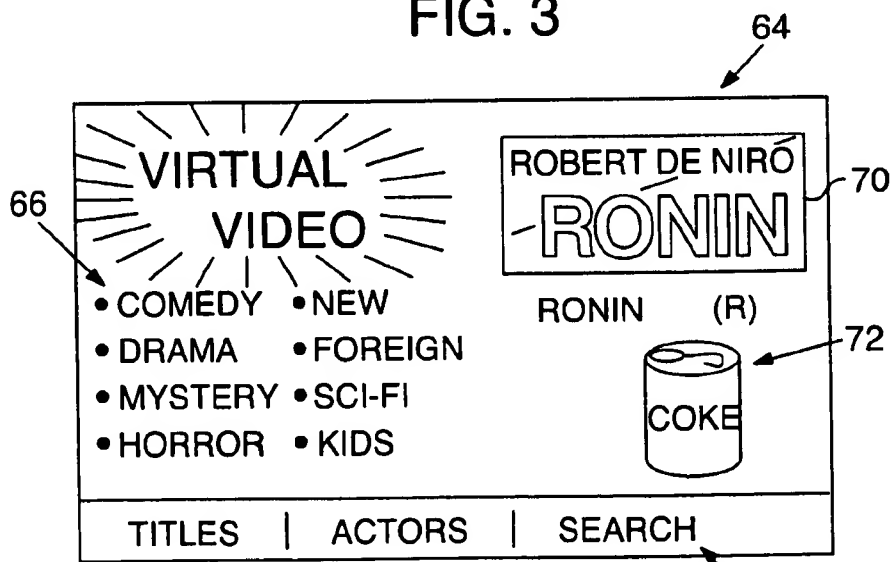 FIG. 3
64
VIRTUAL
VIDEO
66
• COMEDY • NEW
• DRAMA • FOREIGN
• MYSTERY • SCI-FI
• HORROR • KIDS
ROBERT DE NIRO
RONIN
70
RONIN (R)
72
COKE
TITLES | ACTORS | SEARCH